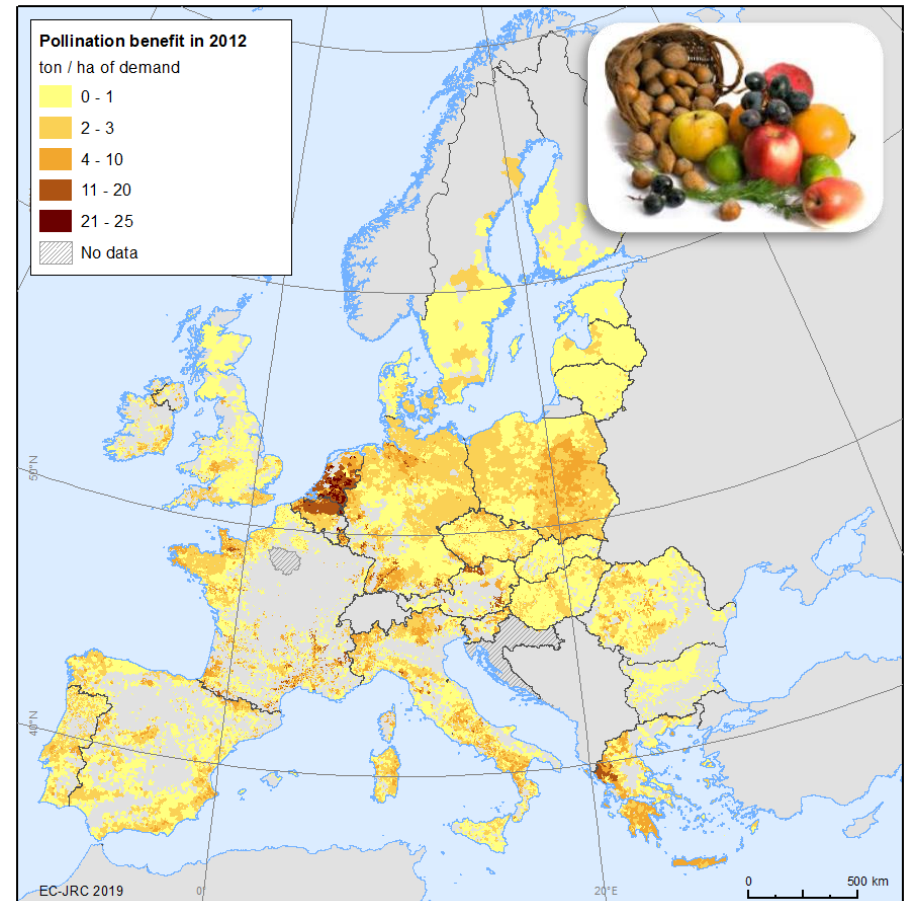 Pollination benefit in 2012
ton / ha of demand
0 - 1
2 - 3
4 - 10
11 - 20
21 - 25
No data
50°N
40°N
EC-JRC 2019
0°
20°E
0
500 km